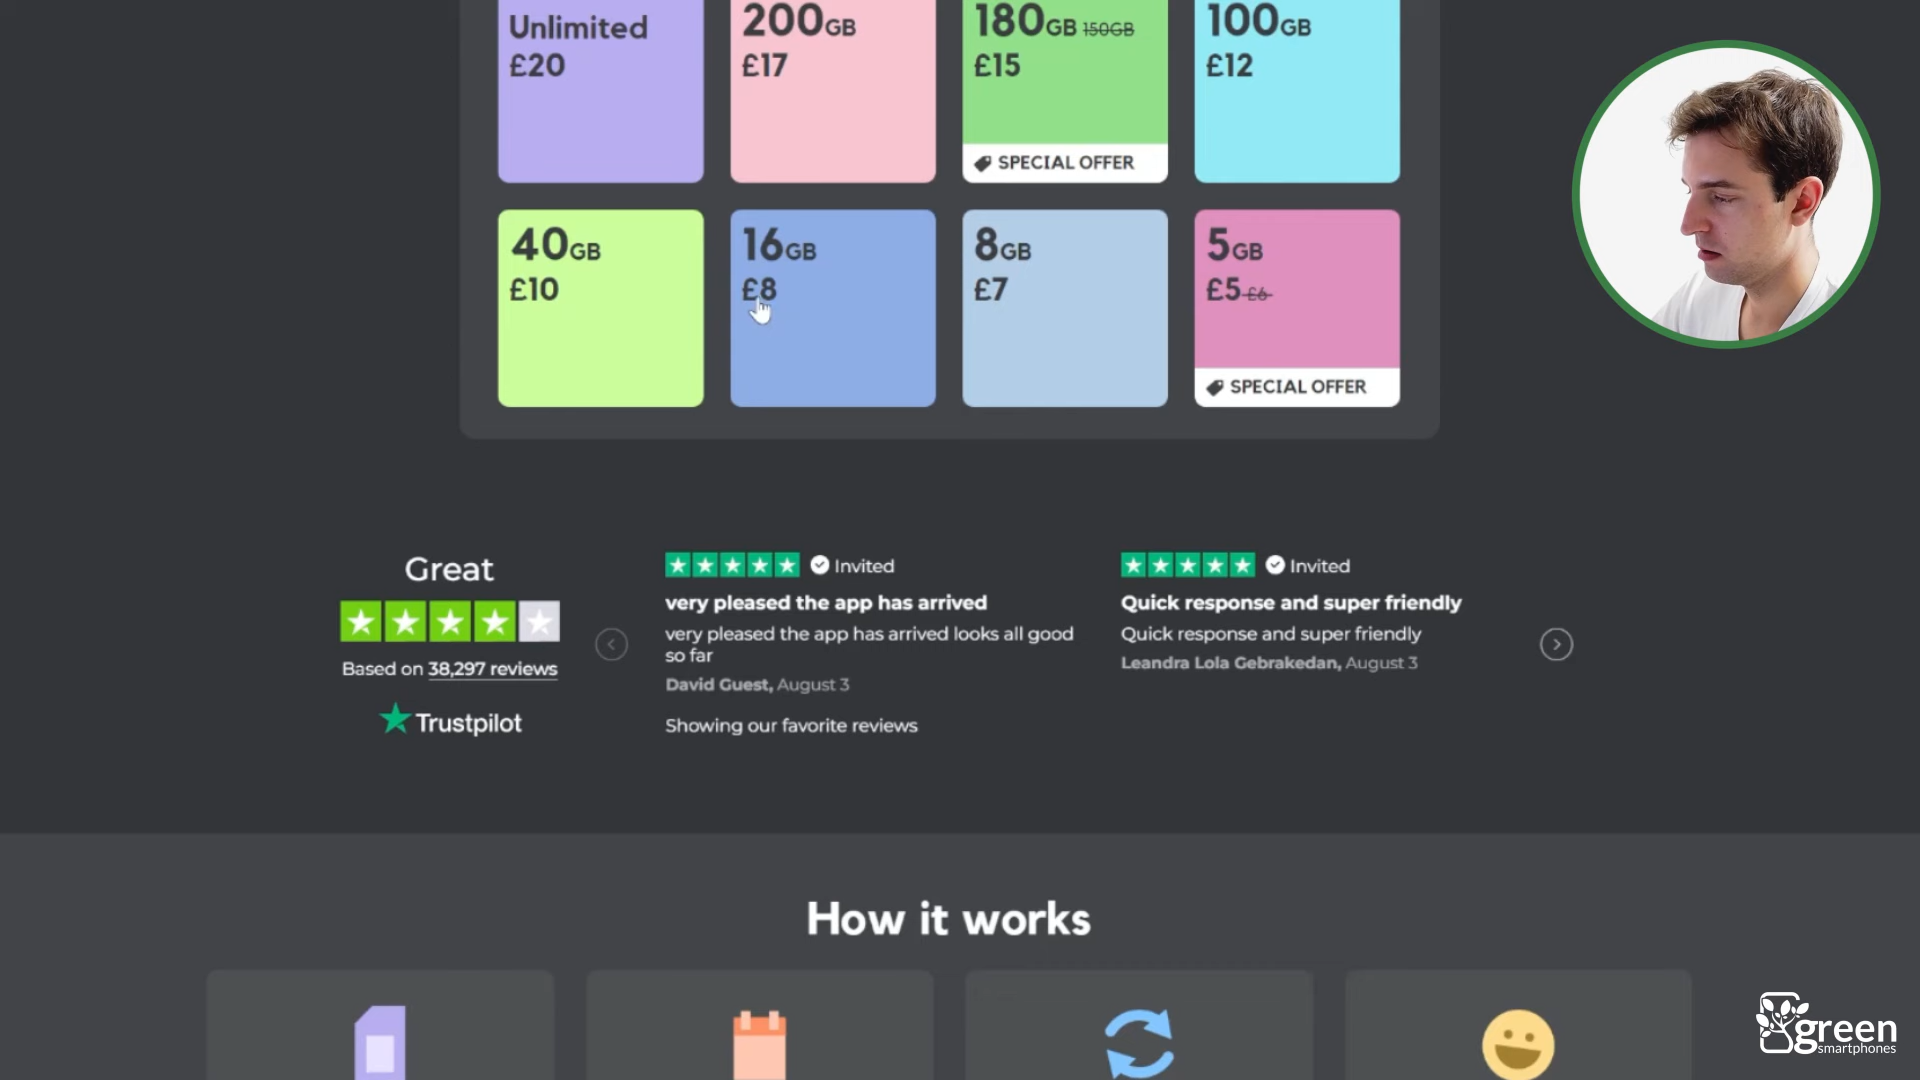 Unlimited
£20
200GB
£17
180GB 150GB
£15
SPECIAL OFFER
100GB
£12
40GB
£10
16GB
£8
8GB
£7
5GB
£5 £6
SPECIAL OFFER
Great
Based on 38,297 reviews
Trustpilot
Invited
very pleased the app has arrived
very pleased the app has arrived looks all good
so far
David Guest, August 3
Showing our favorite reviews
Invited
Quick response and super friendly
Quick response and super friendly
Leandra Lola Gebrakedan, August 3
How it works
green
smartphones